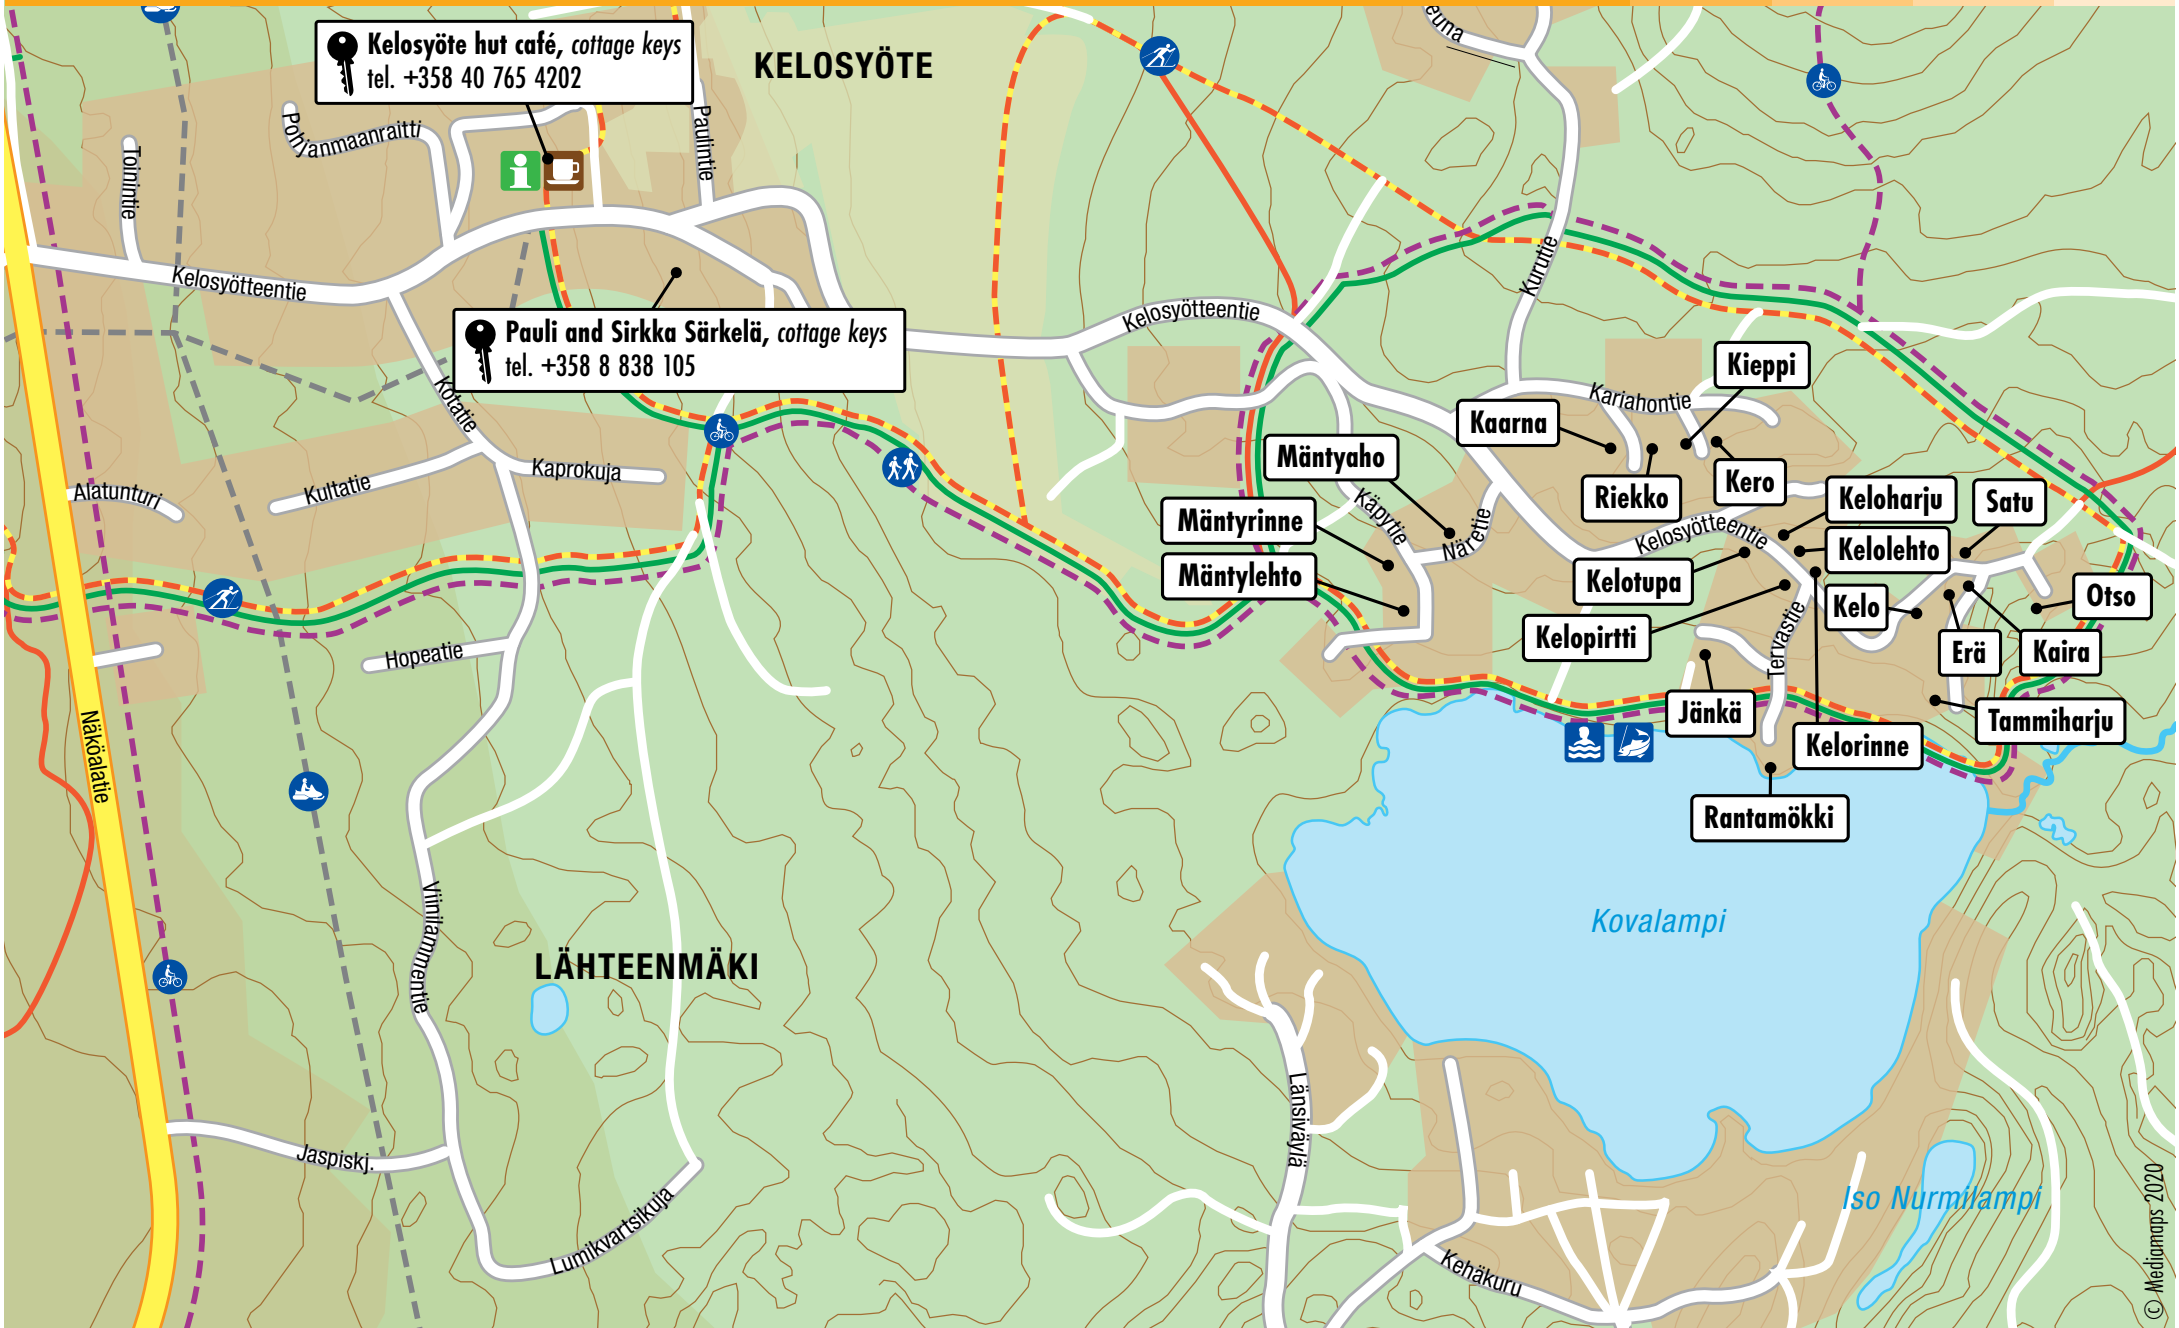 Kelosyöte hut café, cottage keys
tel. +358 40 765 4202
KELOSYÖTE
Pohjanmaanraitti
Paulintie
Toinintie
Kelosyötteentie
Pauli and Sirkka Särkelä, cottage keys
tel. +358 8 838 105
Kelosyötteentie
Kurutie
Kieppi
Kariahontie
Kaarna
Mäntyaho
Riekko
Kero
Keloharju
Satu
Kotatie
Kaprokuja
Kultatie
Alatunturi
Käpytie
Näretie
Mäntyrinne
Mäntylehto
Kelosyötteentie
Kelolehto
Kelotupa
Kelo
Otso
Kelopirtti
Tervastie
Erä
Kaira
Hopeatie
Jänkä
Tammiharju
Kelorinne
Rantamökki
Näköalatie
Viinilammentie
LÄHTEENMÄKI
Kovalampi
Länsiväylä
Jaspiskj.
Lumikvartsikuja
Kehäkuru
Iso Nurmilampi
© Mediamaps 2020